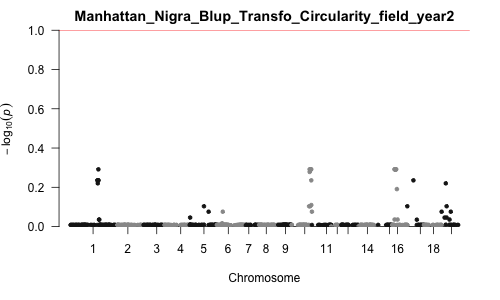 Manhattan_Nigra_Blup_Transfo_Circularity_field_year2
1.0
0.8
0.6
0.4
0.2
0.0
− log10(p)
1 2 3 4 5 6 7 8 9 11 14 16 18
Chromosome